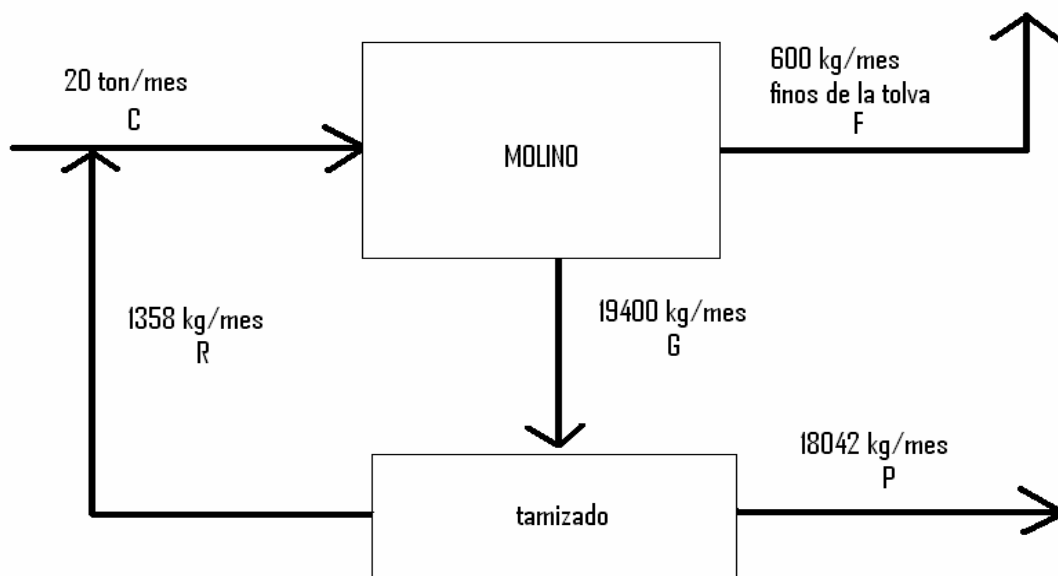 20 ton/mes
C
MOLINO
600 kg/mes
finos de la tolva
F
1358 kg/mes
R
19400 kg/mes
G
18042 kg/mes
P
tamizado